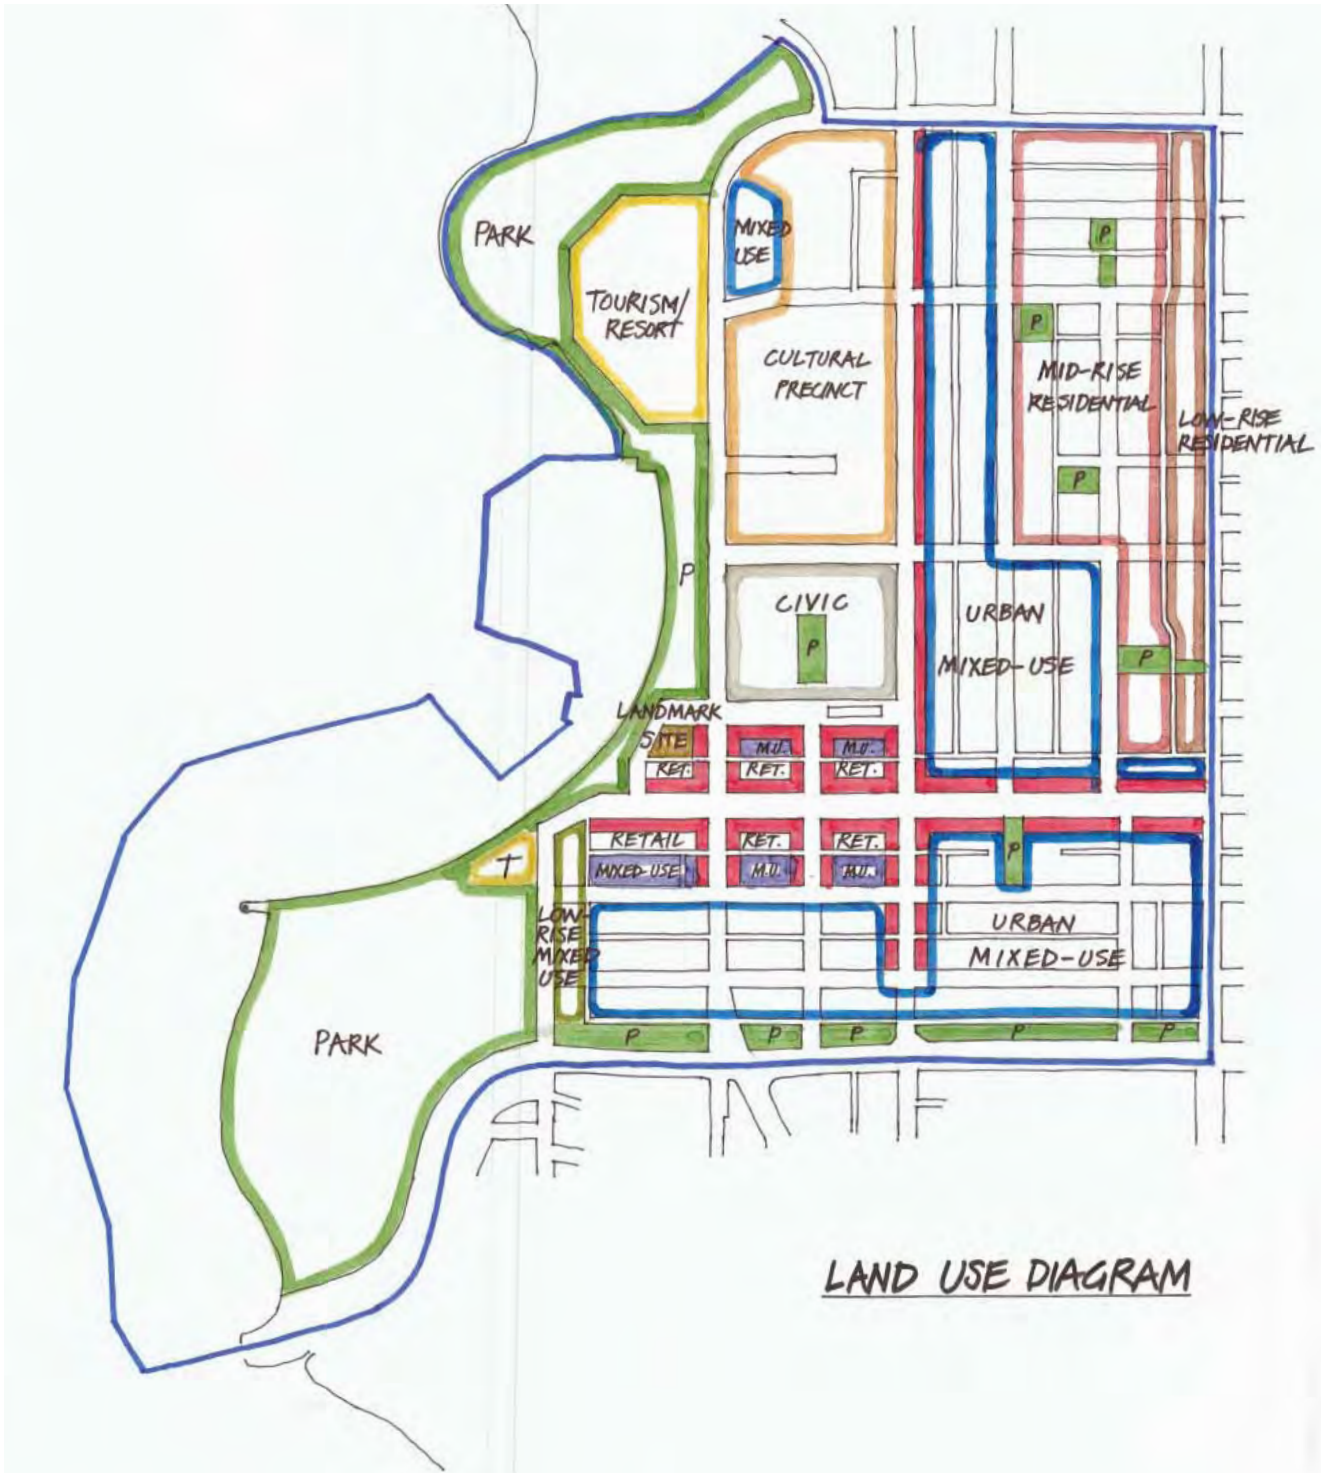 PARK
MIXED
USE
P
TOURISM/
RESORT
P
CULTURAL
PRECINCT
MID-RISE
RESIDENTIAL
LOW-RISE
RESIDENTIAL
P
P
CIVIC
P
URBAN
MIXED-USE
P
LANDMARK
SITE
M.U.
M.U.
RET.
RET.
RET.
RETAIL
RET.
RET.
P
T
MIXED-USE
M.U.
M.U.
LOW-
RISE
MIXED
USE
URBAN
MIXED-USE
PARK
P
P
P
P
P
LAND USE DIAGRAM